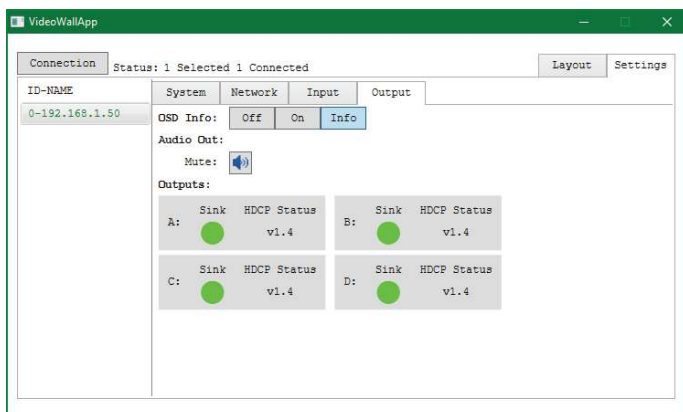 VideoWallApp
Connection Status: 1 Selected 1 Connected Layout Settings
ID-NAME
0-192.168.1.50
System Network Input Output
OSD Info: Off On Info
Audio Out:
Mute:
Outputs:
A: Sink HDCP Status v1.4
B: Sink HDCP Status v1.4
C: Sink HDCP Status v1.4
D: Sink HDCP Status v1.4